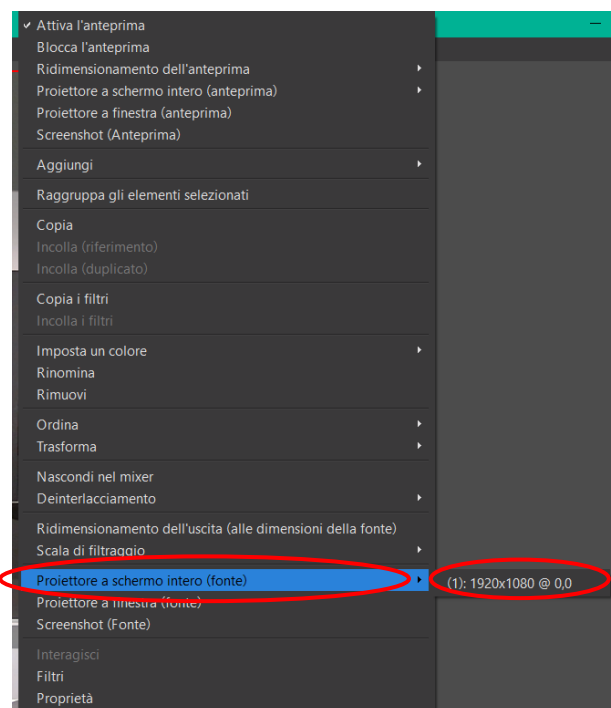 Attiva l'anteprima
Blocca l'anteprima
Ridimensionamento dell'anteprima
Proiettore a schermo intero (anteprima)
Proiettore a finestra (anteprima)
Screenshot (Anteprima)
Aggiungi
Raggruppa gli elementi selezionati
Copia
Incolla (riferimento)
Incolla (duplicato)
Copia i filtri
Incolla i filtri
Imposta un colore
Rinomina
Rimuovi
Ordina
Trasforma
Nascondi nel mixer
Deinterlacciamento
Ridimensionamento dell'uscita (alle dimensioni della fonte)
Scala di filtraggio
Proiettore a schermo intero (fonte)
(1): 1920x1080 @ 0,0
Proiettore a finestra (fonte)
Screenshot (Fonte)
Interagisci
Filtri
Proprietà